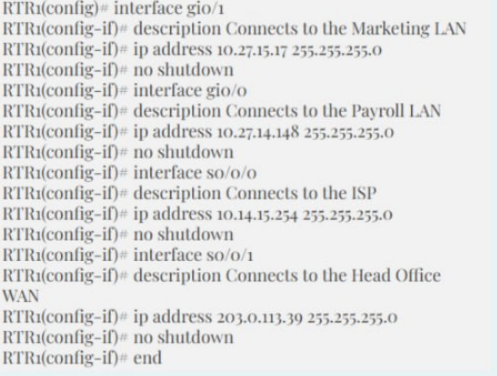 RTR1(config)# interface gi0/1
RTR1(config-if)# description Connects to the Marketing LAN
RTR1(config-if)# ip address 10.27.15.17 255.255.255.0
RTR1(config-if)# no shutdown
RTR1(config-if)# interface gi0/0
RTR1(config-if)# description Connects to the Payroll LAN
RTR1(config-if)# ip address 10.27.14.148 255.255.255.0
RTR1(config-if)# no shutdown
RTR1(config-if)# interface s0/0/0
RTR1(config-if)# description Connects to the ISP
RTR1(config-if)# ip address 10.14.15.254 255.255.255.0
RTR1(config-if)# no shutdown
RTR1(config-if)# interface s0/0/1
RTR1(config-if)# description Connects to the Head Office
WAN
RTR1(config-if)# ip address 203.0.113.39 255.255.255.0
RTR1(config-if)# no shutdown
RTR1(config-if)# end